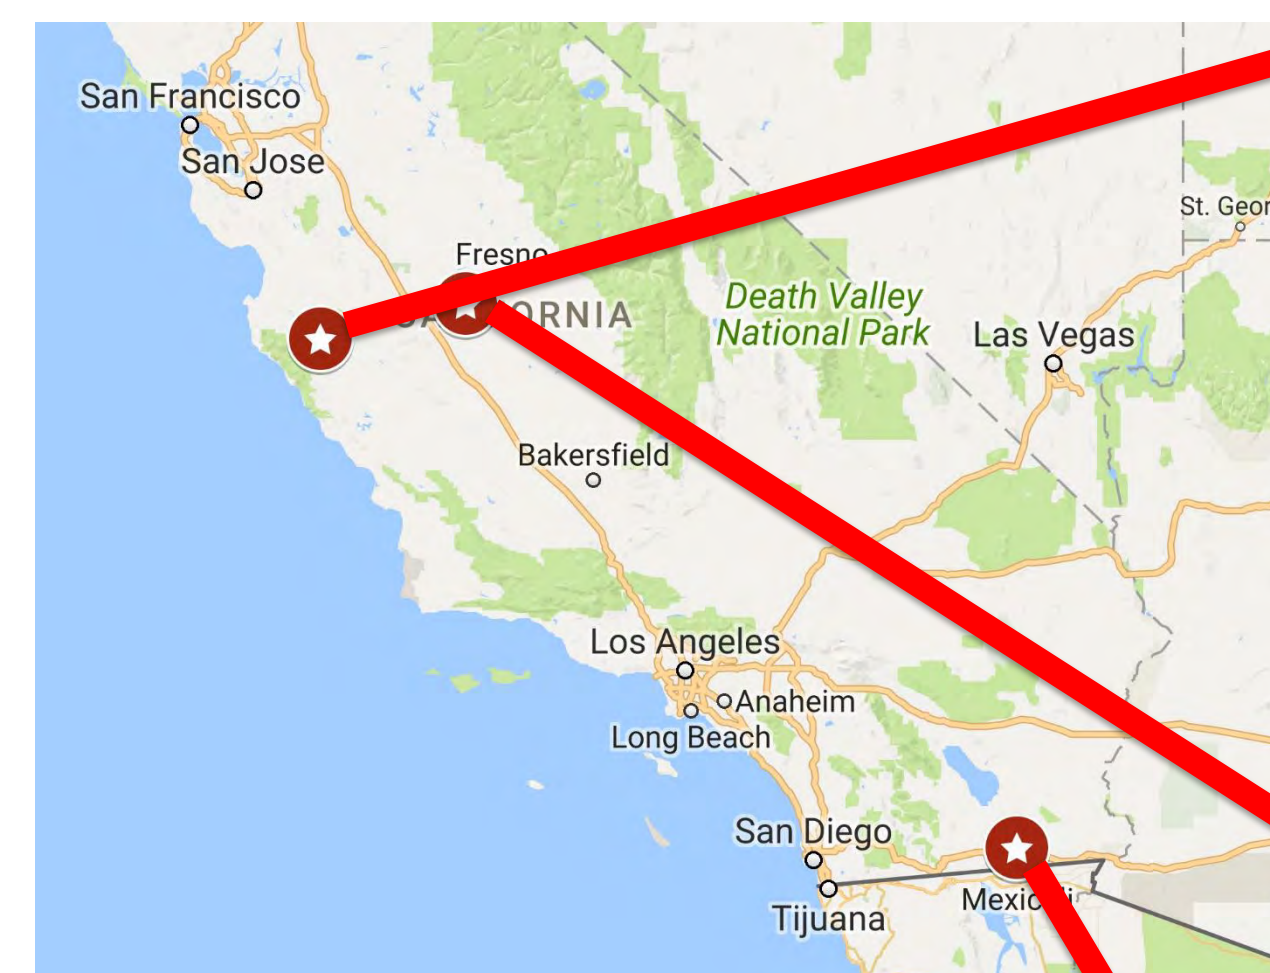 San Francisco
San Jose
St. Geor
Fresno
ORNIA
Death Valley
National Park
Las Vegas
Bakersfield
Los Angeles
Anaheim
Long Beach
San Diego
Tijuana